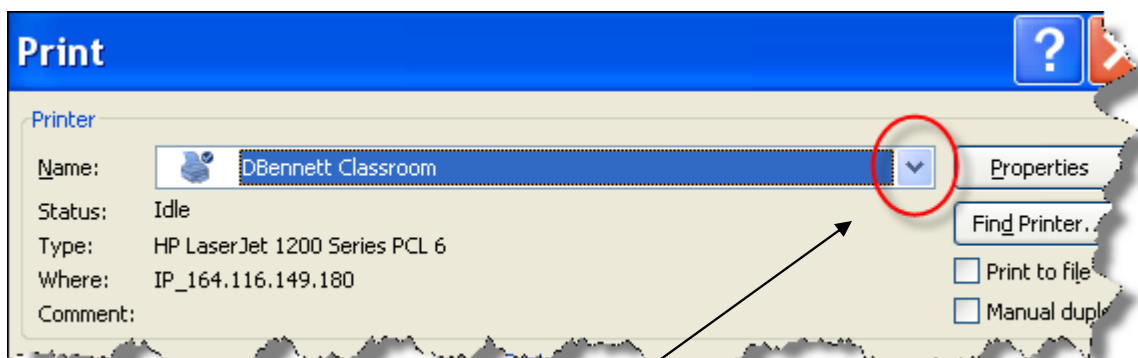 Print
?
Printer
Name: DBennett Classroom Properties
Status: Idle
Find Printer..
Type: HP LaserJet 1200 Series PCL 6
Print to file
Where: IP_164.116.149.180
Manual duple
Comment: